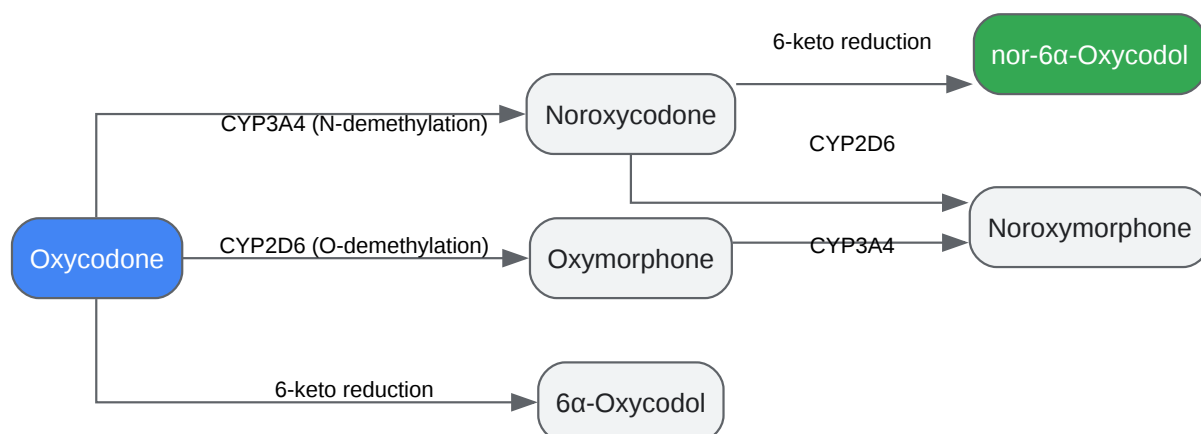 6-keto reduction
nor-6α-Oxycodol
CYP3A4 (N-demethylation)
Noroxycodone
CYP2D6
Noroxymorphone
Oxycodone
CYP2D6 (O-demethylation)
Oxymorphone
CYP3A4
6-keto reduction
6α-Oxycodol